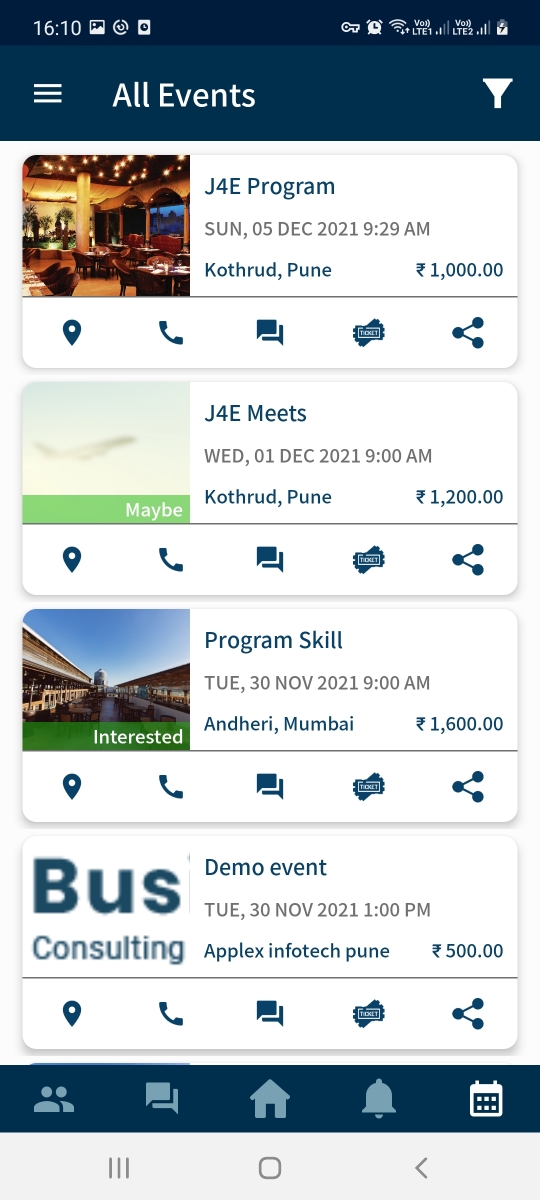 16:10
Vo)) LTE1 Vo)) LTE2
All Events
J4E Program
SUN, 05 DEC 2021 9:29 AM
Kothrud, Pune ₹ 1,000.00
TICKET
J4E Meets
WED, 01 DEC 2021 9:00 AM
Maybe
Kothrud, Pune ₹ 1,200.00
TICKET
Program Skill
TUE, 30 NOV 2021 9:00 AM
Interested
Andheri, Mumbai ₹ 1,600.00
TICKET
Busi
Consulting
Demo event
TUE, 30 NOV 2021 1:00 PM
Applex infotech pune ₹ 500.00
TICKET